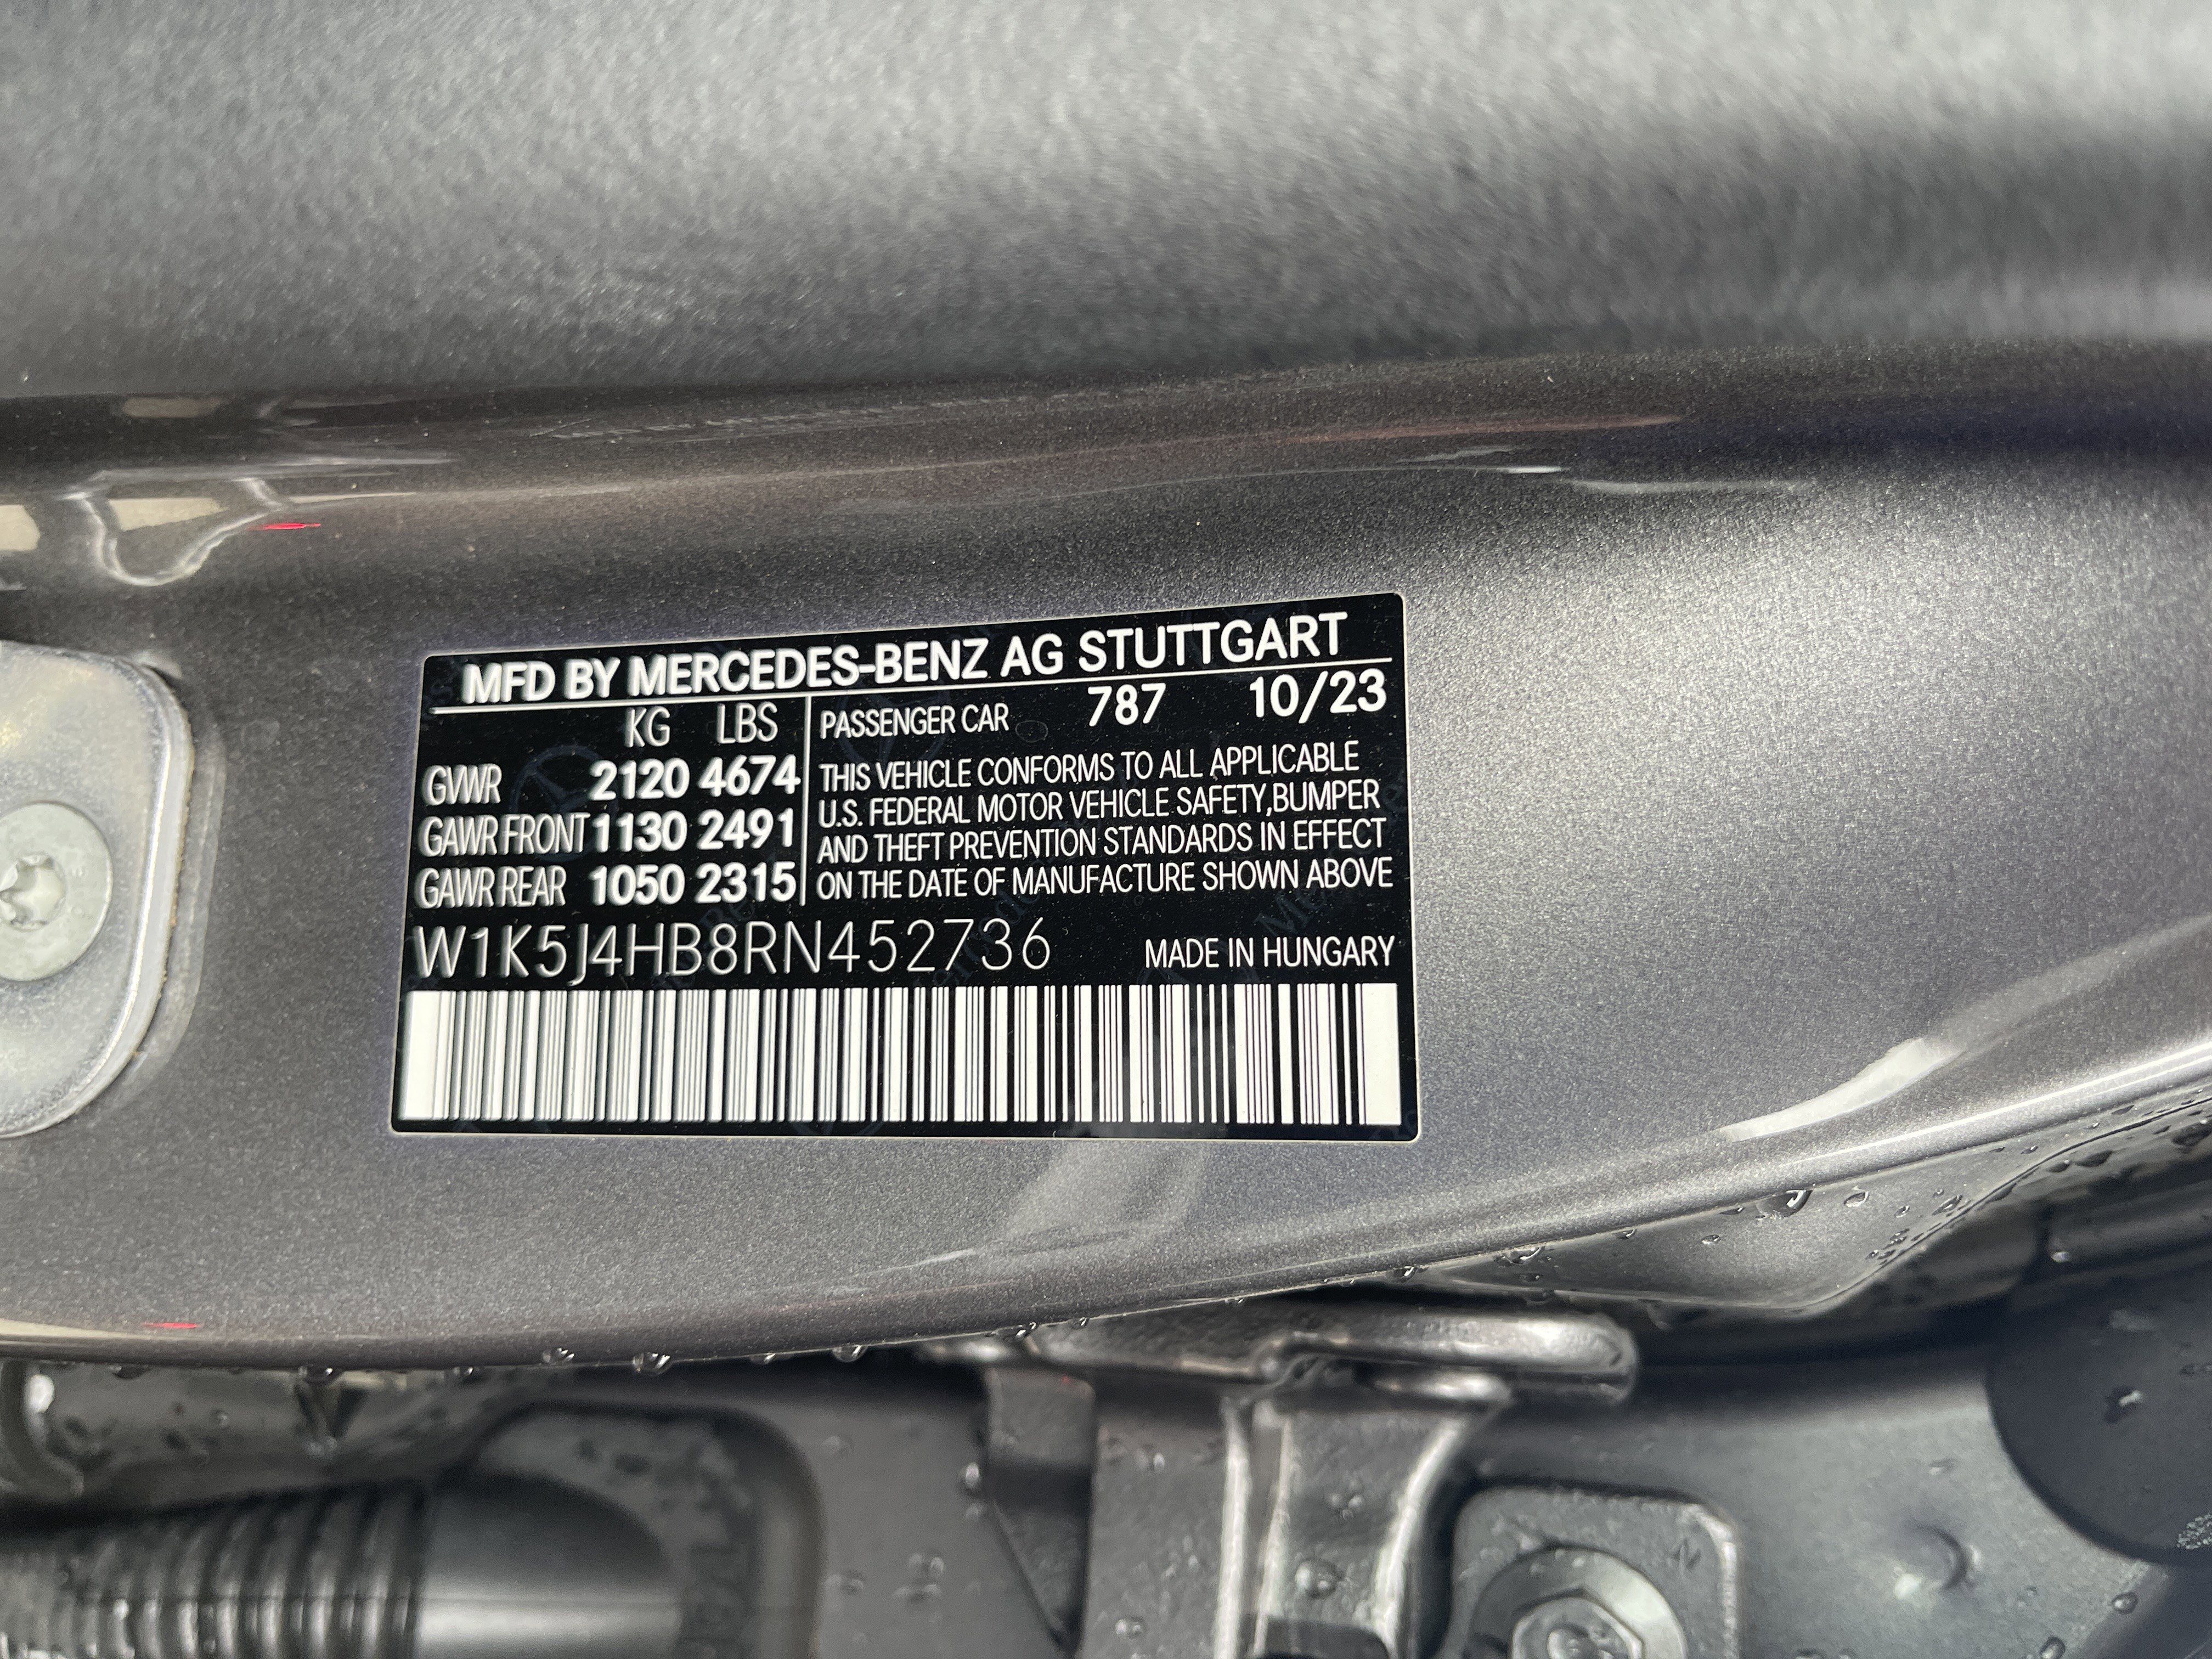 MFD BY MERCEDES-BENZ AG STUTTGART
KG LBS
GVWR 2120 4674
GAWR FRONT 1130 2491
GAWR REAR 1050 2315
PASSENGER CAR 787 10/23
THIS VEHICLE CONFORMS TO ALL APPLICABLE
U.S. FEDERAL MOTOR VEHICLE SAFETY,BUMPER
AND THEFT PREVENTION STANDARDS IN EFFECT
ON THE DATE OF MANUFACTURE SHOWN ABOVE
W1K5J4HB8RN452736 MADE IN HUNGARY